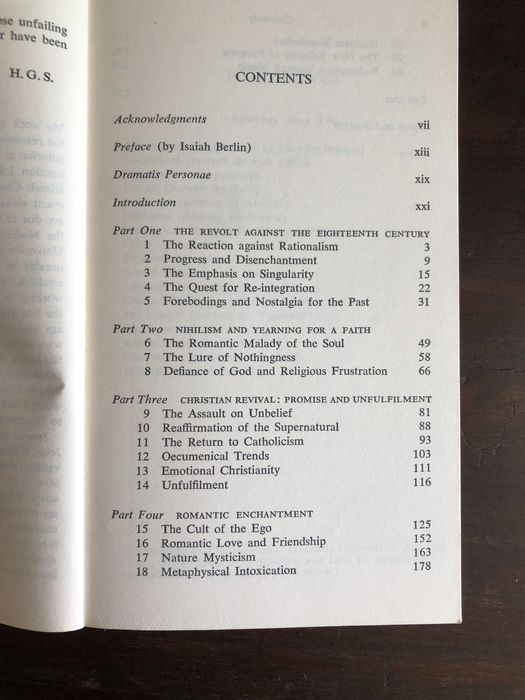 ose unfailing
r have been
H. G. S.
CONTENTS
Acknowledgments vii
Preface (by Isaiah Berlin) xiii
Dramatis Personae xix
Introduction xxi
Part One THE REVOLT AGAINST THE EIGHTEENTH CENTURY
1 The Reaction against Rationalism 3
2 Progress and Disenchantment 9
3 The Emphasis on Singularity 15
4 The Quest for Re-integration 22
5 Forebodings and Nostalgia for the Past 31
Part Two NIHILISM AND YEARNING FOR A FAITH
6 The Romantic Malady of the Soul 49
7 The Lure of Nothingness 58
8 Defiance of God and Religious Frustration 66
Part Three CHRISTIAN REVIVAL: PROMISE AND UNFULFILMENT
9 The Assault on Unbelief 81
10 Reaffirmation of the Supernatural 88
11 The Return to Catholicism 93
12 Oecumenical Trends 103
13 Emotional Christianity 111
14 Unfulfilment 116
Part Four ROMANTIC ENCHANTMENT
15 The Cult of the Ego 125
16 Romantic Love and Friendship 152
17 Nature Mysticism 163
18 Metaphysical Intoxication 178